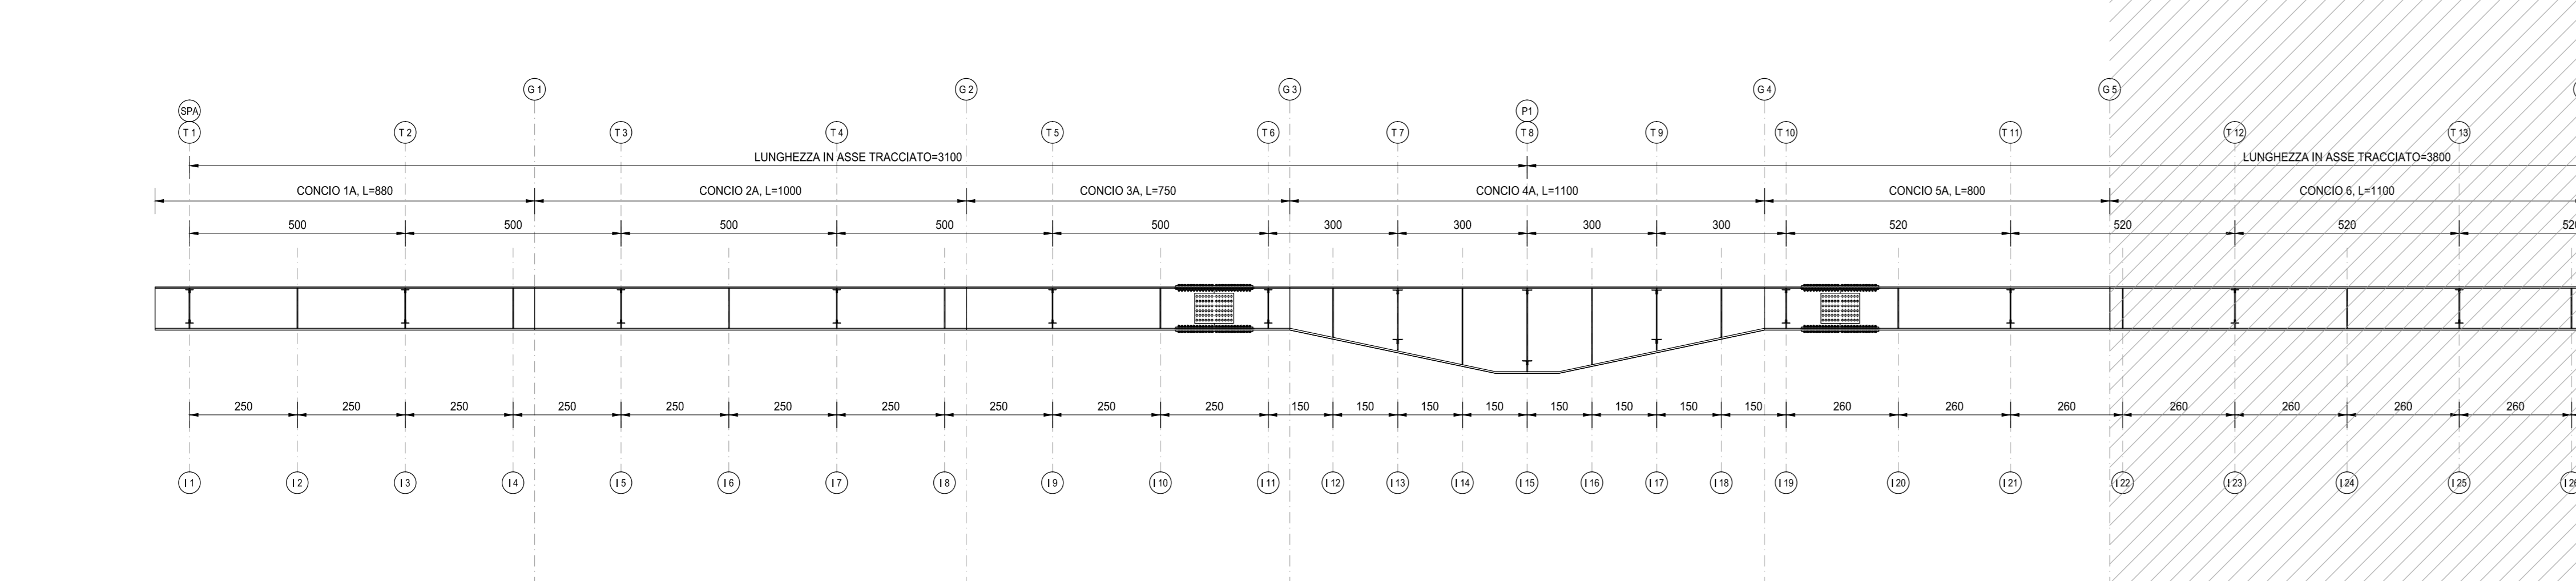 G 1 G 2 G 3 G 4 G 5
SPA P1
T 1 T 2 T 3 T 4 T 5 T 6 T 7 T 8 T 9 T 10 T 11 T 12 T 13
LUNGHEZZA IN ASSE TRACCIATO=3100 LUNGHEZZA IN ASSE TRACCIATO=3800
CONCIO 1A, L=880 CONCIO 2A, L=1000 CONCIO 3A, L=750 CONCIO 4A, L=1100 CONCIO 5A, L=800 CONCIO 6, L=1100
500 500 500 500 500 300 300 300 300 520 520 520
250 250 250 250 250 250 250 250 250 250 150 150 150 150 150 150 150 150 260 260 260 260 260 260 260
I 1 I 2 I 3 I 4 I 5 I 6 I 7 I 8 I 9 I 10 I 11 I 12 I 13 I 14 I 15 I 16 I 17 I 18 I 19 I 20 I 21 I 22 I 23 I 24 I 25